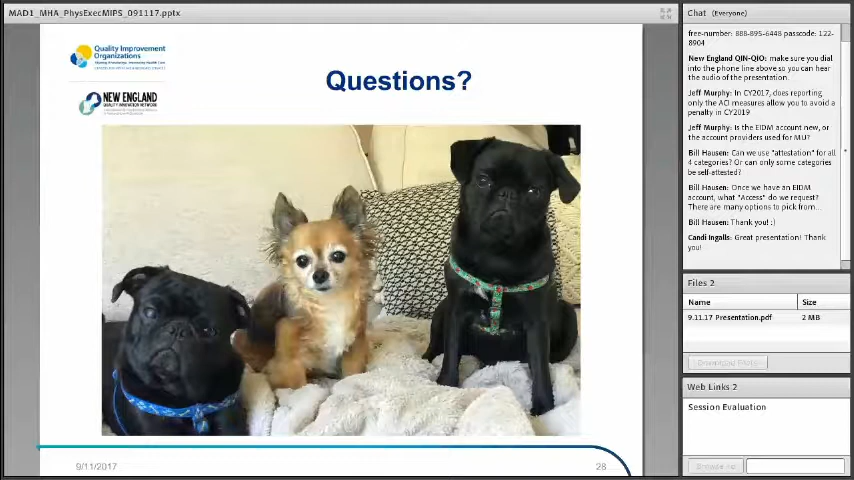 MAD1_MHA_PhysExecMIPS_091117.pptx
Quality Improvement
Organizations
NEW ENGLAND
Questions?
9/11/2017
28
Chat (Everyone)
free-number: 888-895-6448 passcode: 122-
8904
New England QIN-QIO: make sure you dial
into the phone line above so you can hear
the audio of the presentation.
Jeff Murphy: In CY2017, does reporting
only the ACI measures allow you to avoid a
penalty in CY2019
Jeff Murphy: Is the EIDM account new, or
the account providers used for MU?
Bill Hausen: Can we use "attestation" for all
4 categories? Or can only some categories
be self-attested?
Bill Hausen: Once we have an EIDM
account, what "Access" do we request?
There are many options to pick from...
Bill Hausen: Thank you! :)
Candi Ingalls: Great presentation! Thank
you!
Files 2
Name Size
9.11.17 Presentation.pdf 2 MB
Download File(s)
Web Links 2
Session Evaluation
Browse To